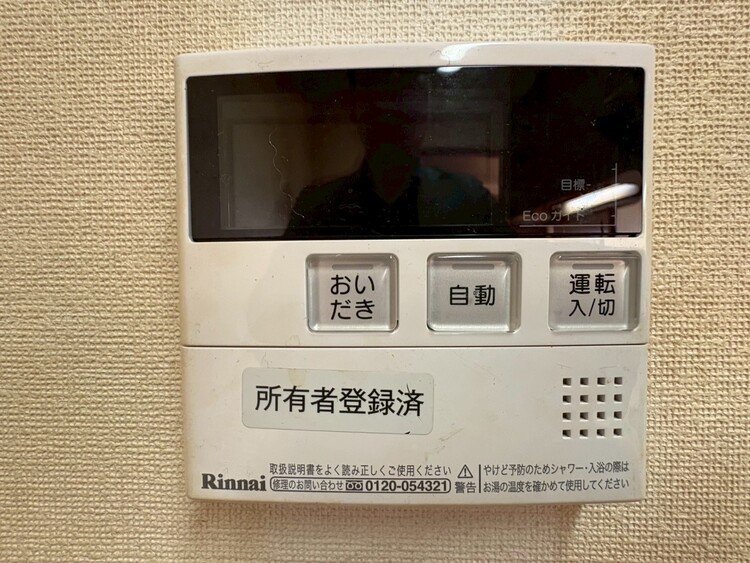 目標
Eco ガイド
おい
だき
自動
運転
入/切
所有者登録済
取扱説明書をよく読み正しくご使用ください
Rinnai 修理のお問い合わせ 0120-054321
警告
やけど予防のためシャワー・入浴の際は
お湯の温度を確かめて使用してください